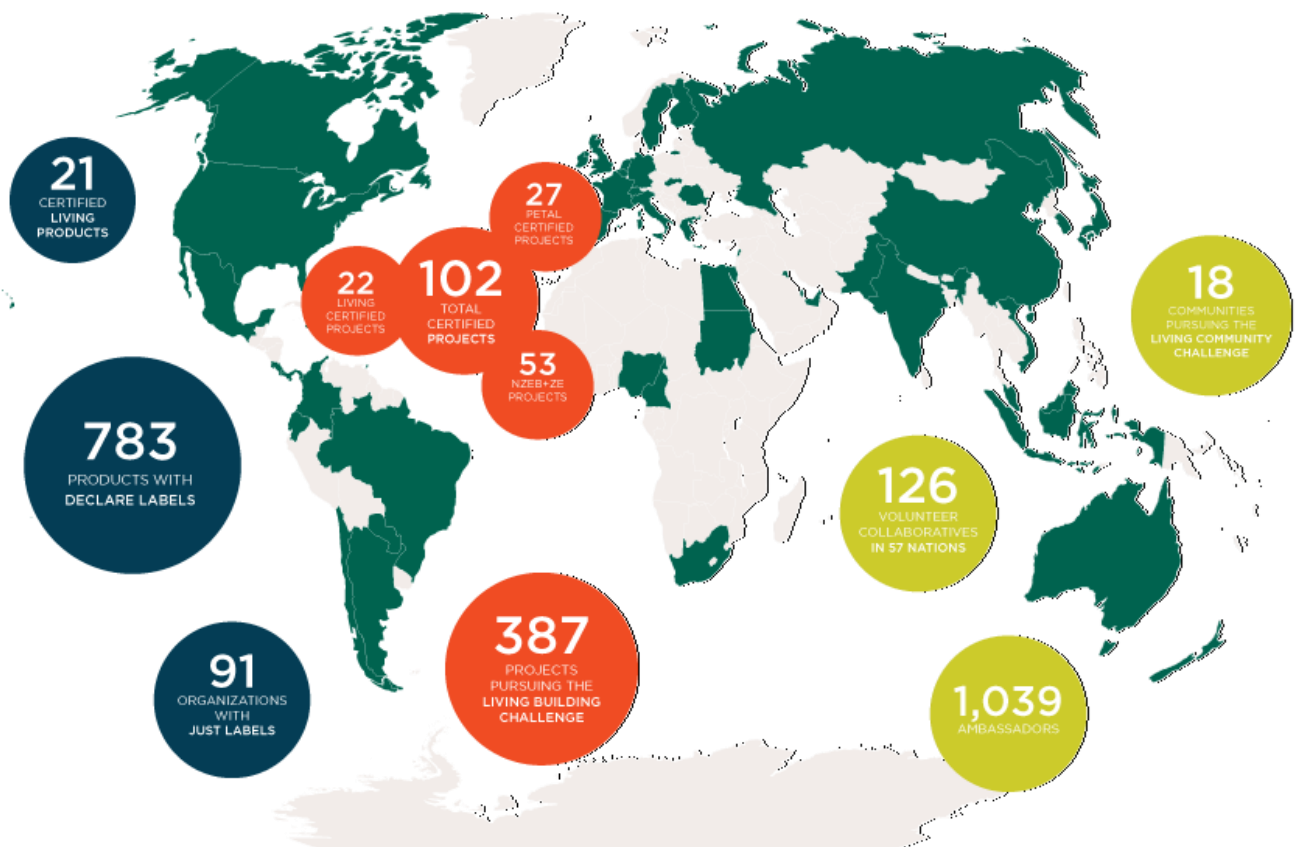 21
CERTIFIED
LIVING
PRODUCTS
27
PETAL
CERTIFIED
PROJECTS
22
LIVING
CERTIFIED
PROJECTS
102
TOTAL
CERTIFIED
PROJECTS
53
NZEB+ZE
PROJECTS
18
COMMUNITIES
PURSUING THE
LIVING COMMUNITY
CHALLENGE
783
PRODUCTS WITH
DECLARE LABELS
126
VOLUNTEER
COLLABORATIVES
IN 57 NATIONS
387
PROJECTS
PURSUING THE
LIVING BUILDING
CHALLENGE
91
ORGANIZATIONS
WITH
JUST LABELS
1,039
AMBASSADORS